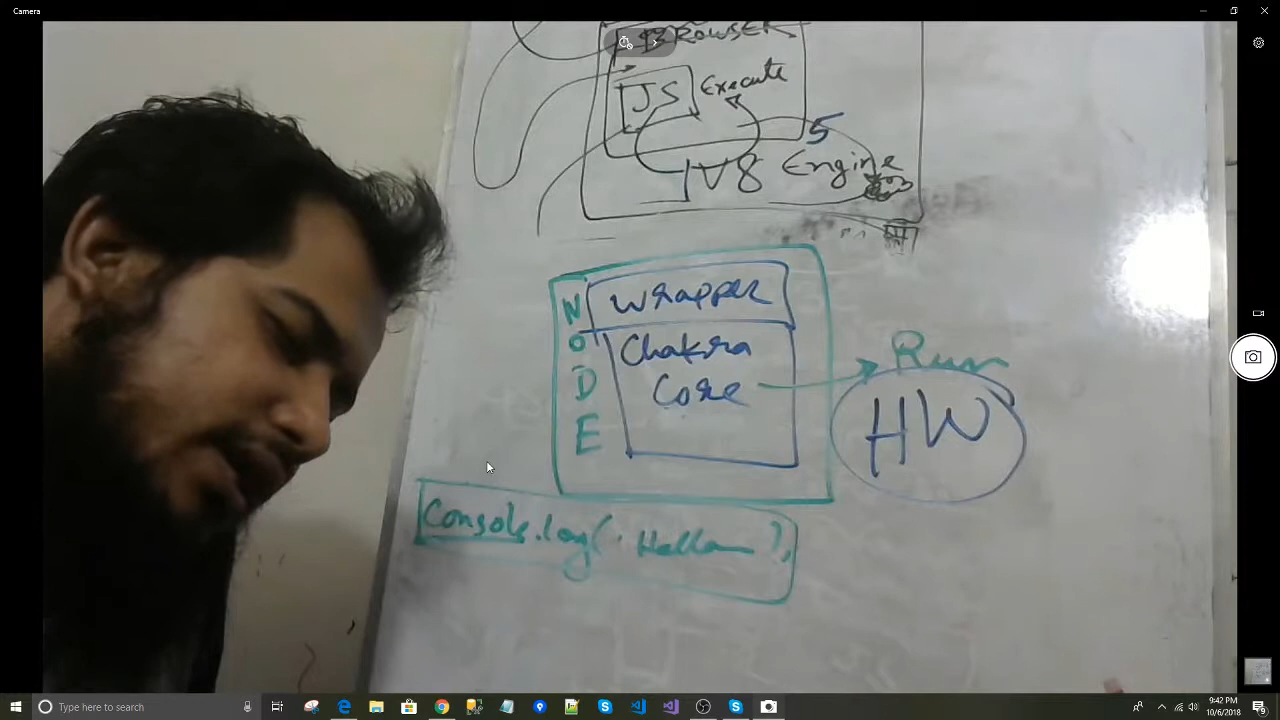 Camera
BROWSER
JS Execute
5
V8 Engine
NODE
Wrapper
Chakra
Core
Run
HW
Console.log(' Hello
Type here to search
9:42 PM
10/6/2018